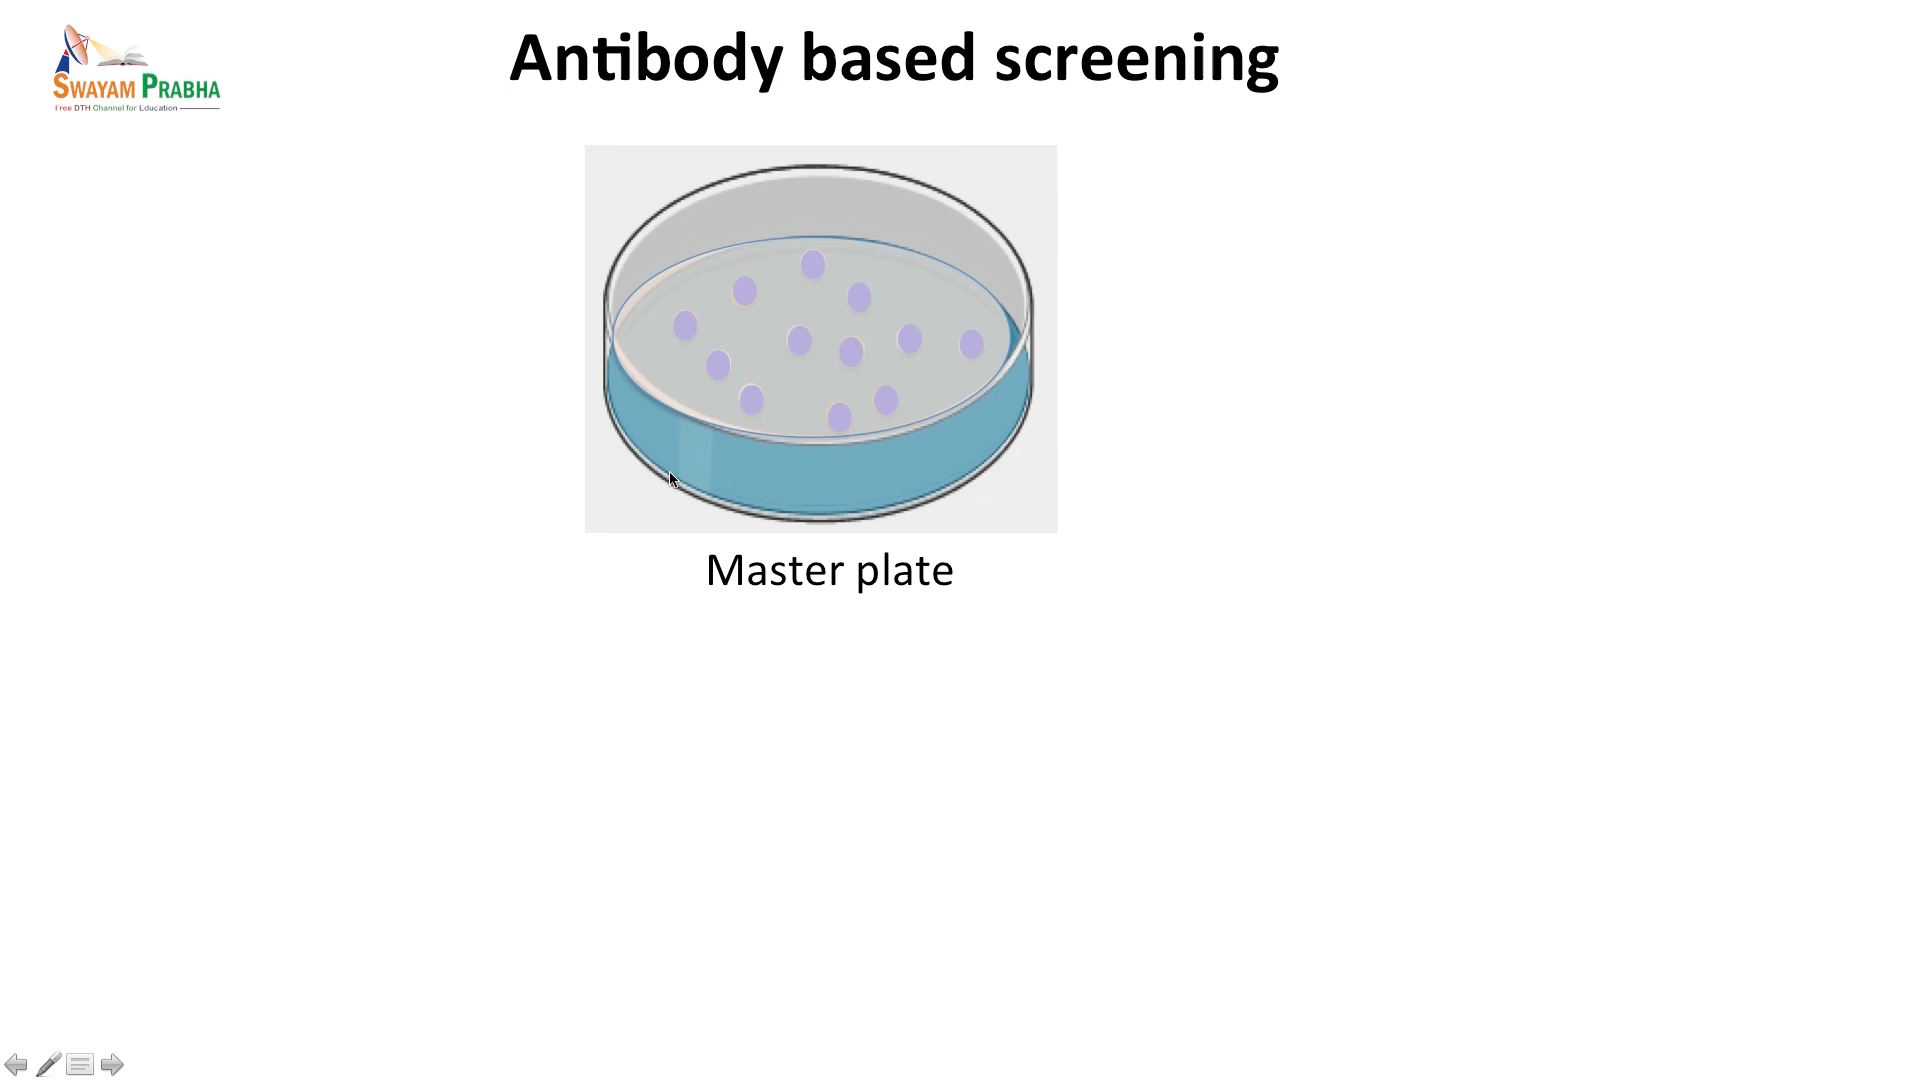 Antibody based screening
SWAYAM PRABHA
Free DTH Channel for Education
Master plate